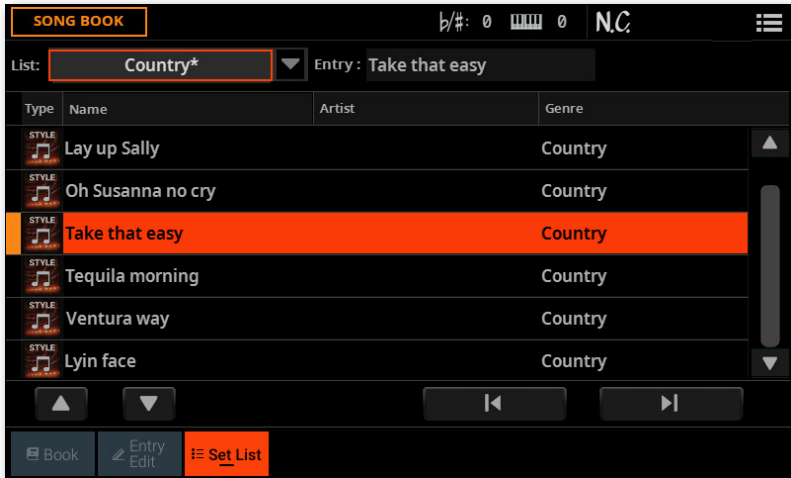 SONG BOOK ♭/♯: 0 0 N.C.
List: Country* Entry : Take that easy
Type Name Artist Genre
STYLE Lay up Sally Country
STYLE Oh Susanna no cry Country
STYLE Take that easy Country
STYLE Tequila morning Country
STYLE Ventura way Country
STYLE Lyin face Country
Book Entry Edit Set List